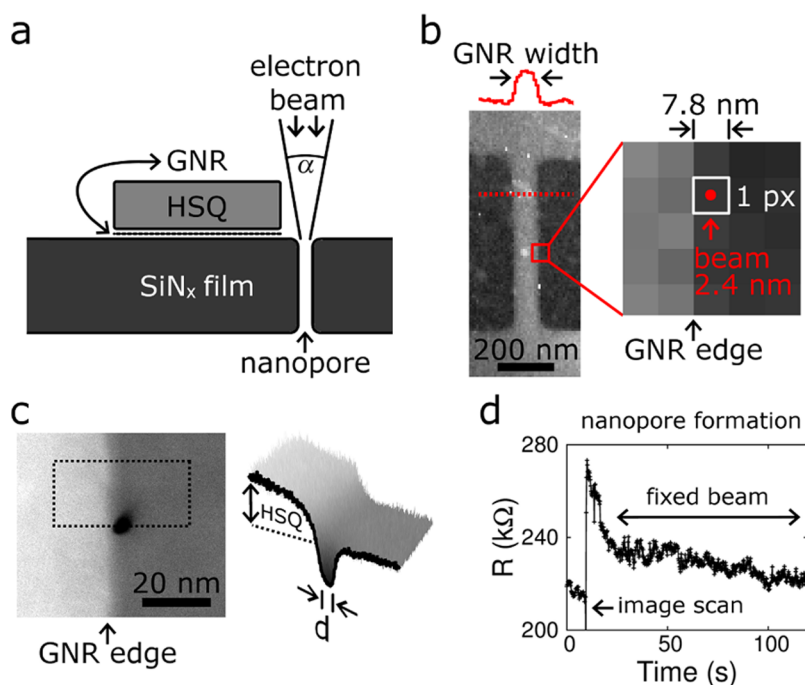 a
electron
beam
GNR
α
HSQ
SiNx film
nanopore
b
GNR width
7.8 nm
1 px
beam
2.4 nm
200 nm
GNR edge
c
HSQ
20 nm
d
GNR edge
d
nanopore formation
280
fixed beam
R (kΩ)
240
image scan
200
0 50 100
Time (s)